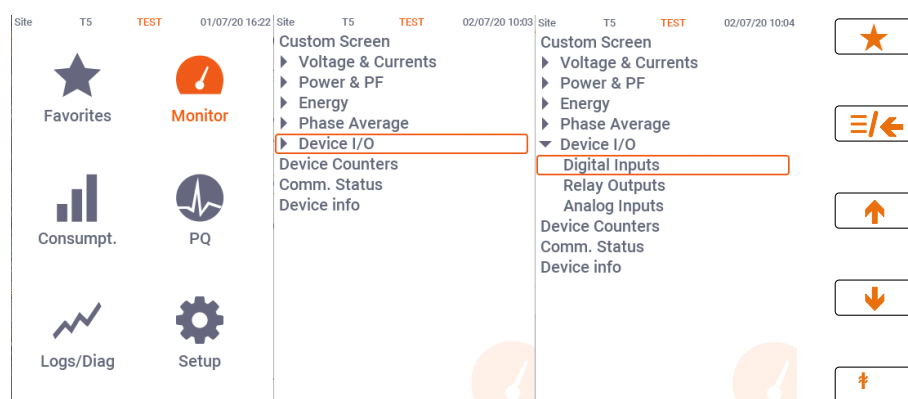 Site T5 TEST 01/07/20 16:22
Favorites Monitor
Consumpt. PQ
Logs/Diag Setup
Site T5 TEST 02/07/20 10:03
Custom Screen
Voltage & Currents
Power & PF
Energy
Phase Average
Device I/O
Device Counters
Comm. Status
Device info
Site T5 TEST 02/07/20 10:04
Custom Screen
Voltage & Currents
Power & PF
Energy
Phase Average
Device I/O
Digital Inputs
Relay Outputs
Analog Inputs
Device Counters
Comm. Status
Device info